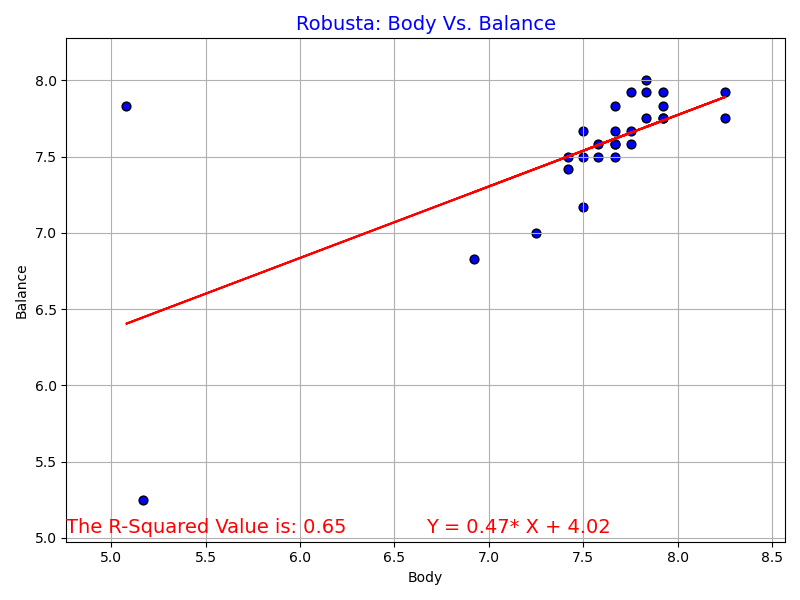 Robusta: Body Vs. Balance
8.0
7.5
7.0
6.5
6.0
5.5
5.0
Balance
The R-Squared Value is: 0.65
Y = 0.47* X + 4.02
5.0 5.5 6.0 6.5 7.0 7.5 8.0 8.5
Body